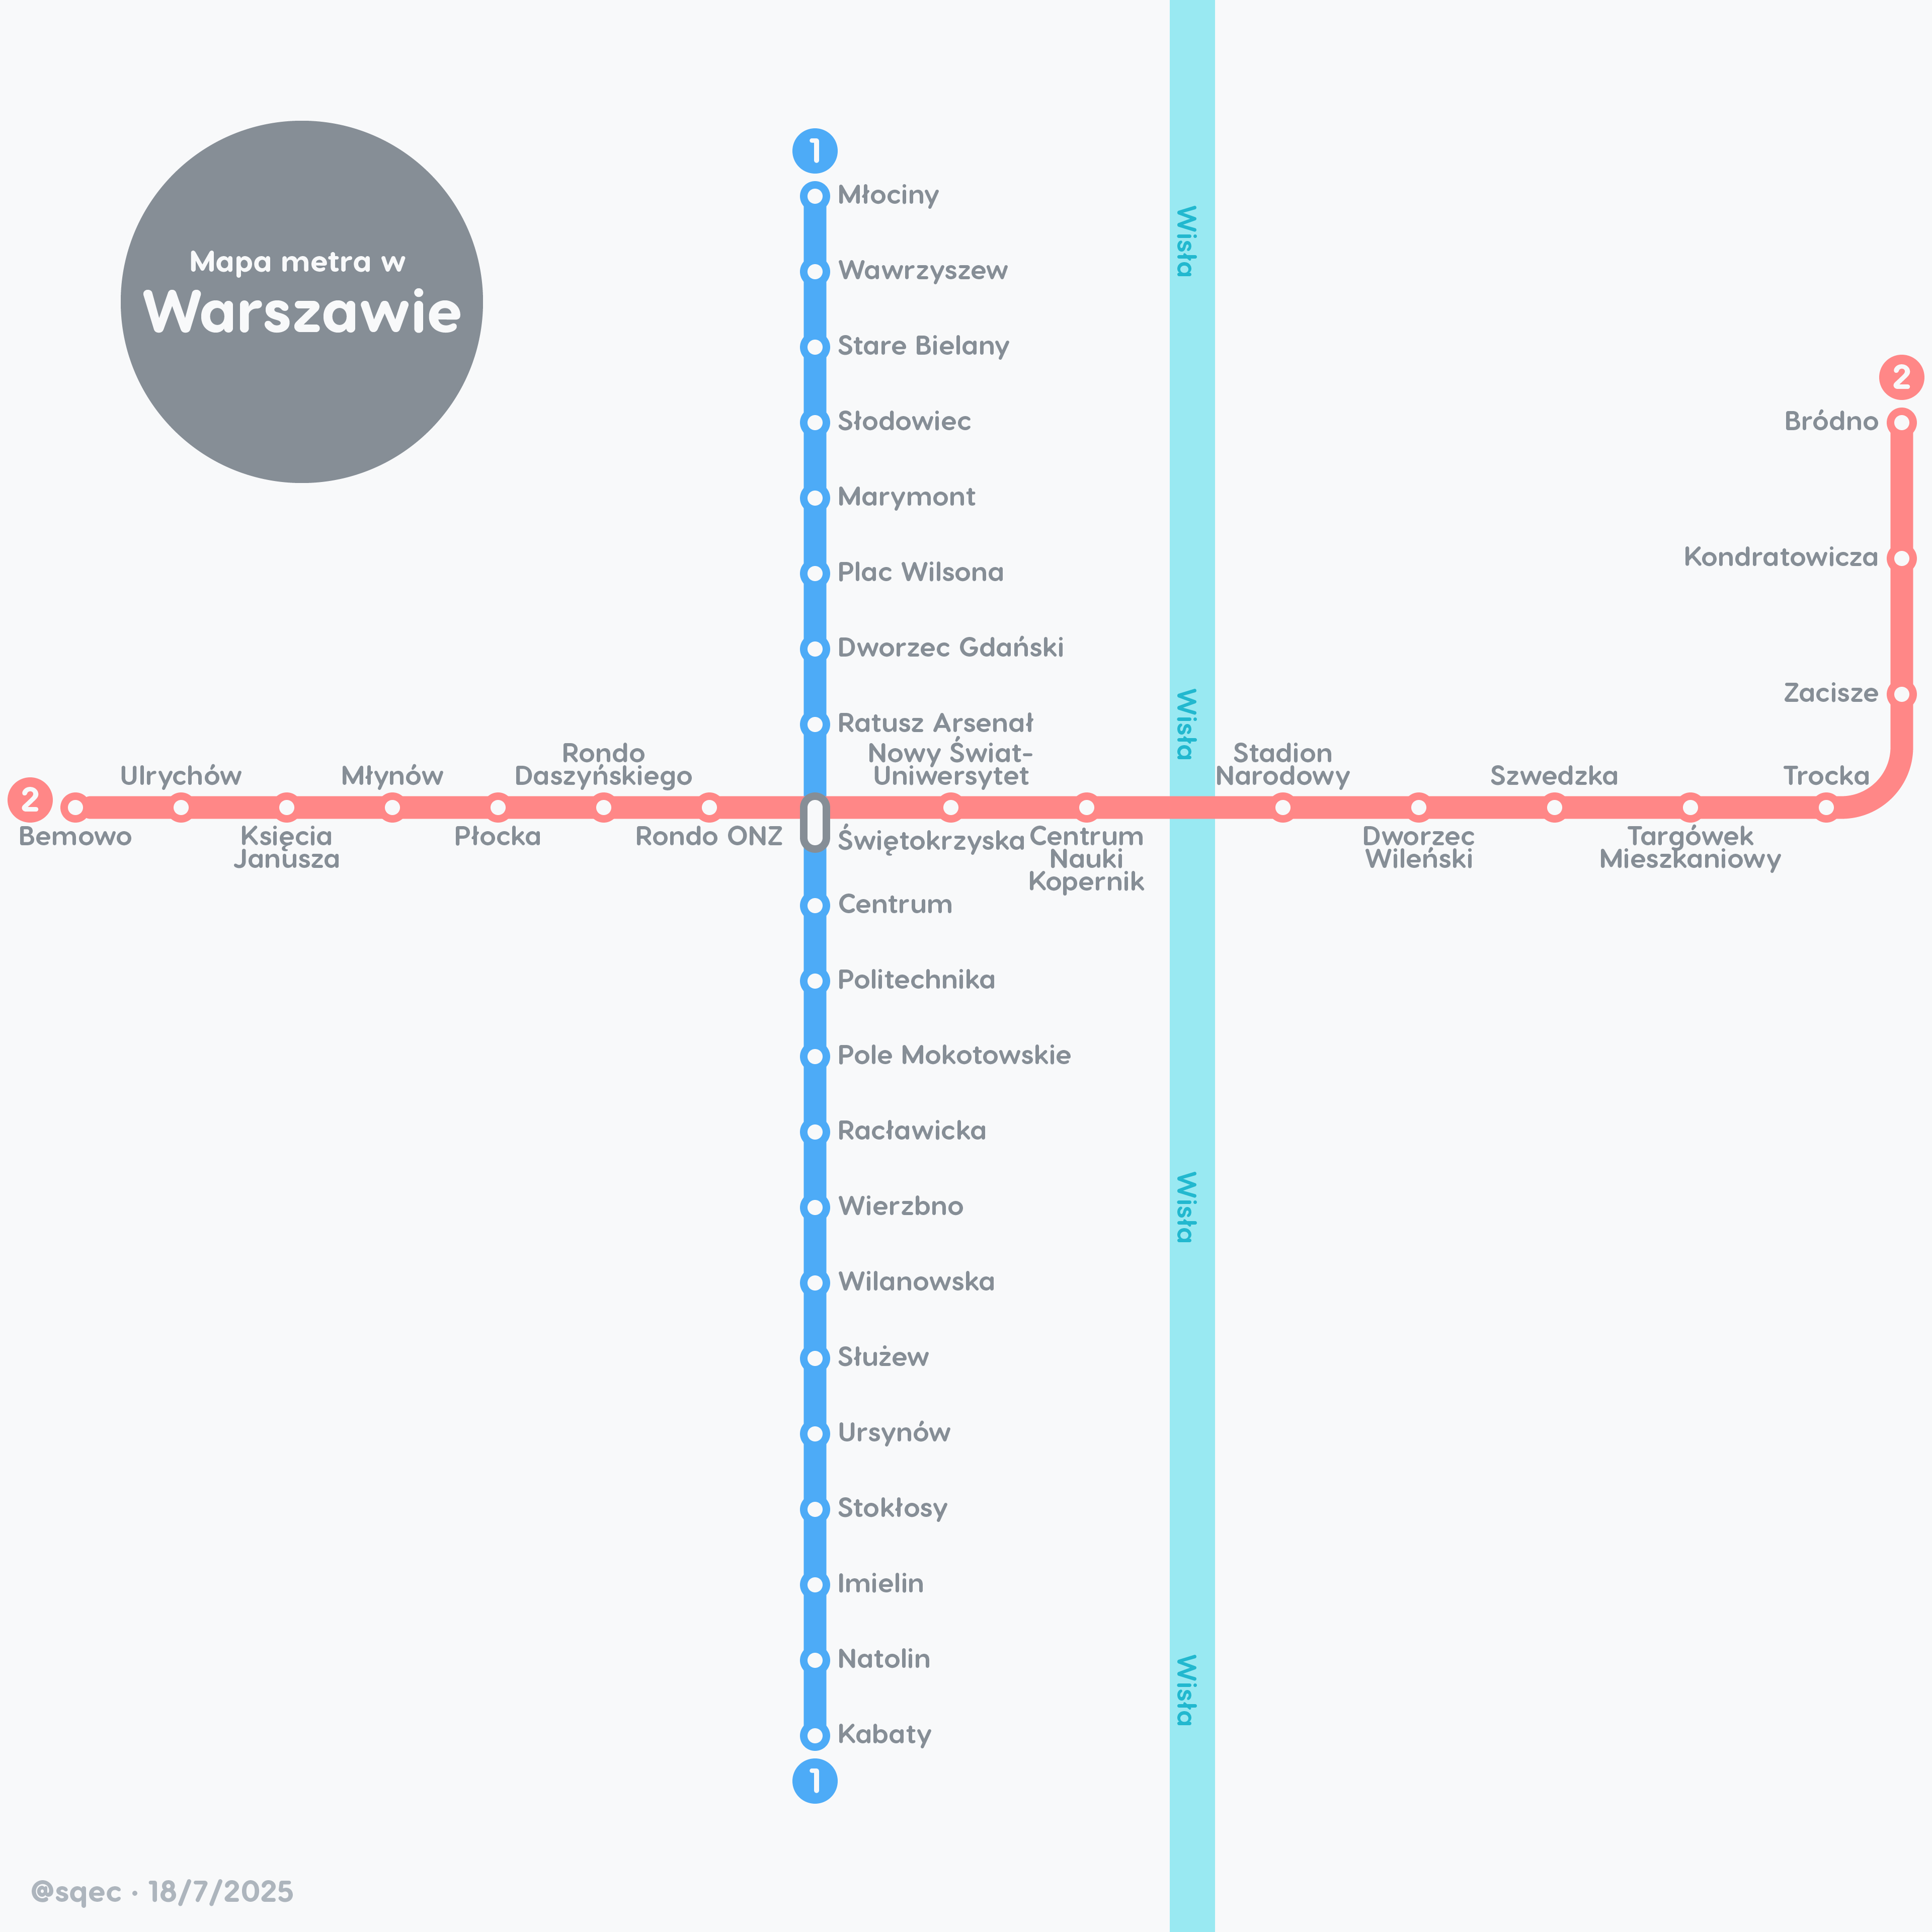 Mapa metra w
Warszawie
1
Młociny
Wawrzyszew
Stare Bielany
Słodowiec
Marymont
Plac Wilsona
Dworzec Gdański
Ratusz Arsenał
Świętokrzyska
Centrum
Politechnika
Pole Mokotowskie
Racławicka
Wierzbno
Wilanowska
Służew
Ursynów
Stokłosy
Imielin
Natolin
Kabaty
1
2
Bemowo
Ulrychów
Księcia
Janusza
Młynów
Płocka
Rondo
Daszyńskiego
Rondo ONZ
Nowy Świat-
Uniwersytet
Centrum
Nauki
Kopernik
Stadion
Narodowy
Dworzec
Wileński
Szwedzka
Targówek
Mieszkaniowy
Trocka
Zacisze
Kondratowicza
Bródno
2
Wisła
Wisła
Wisła
Wisła
@sqec · 18/7/2025